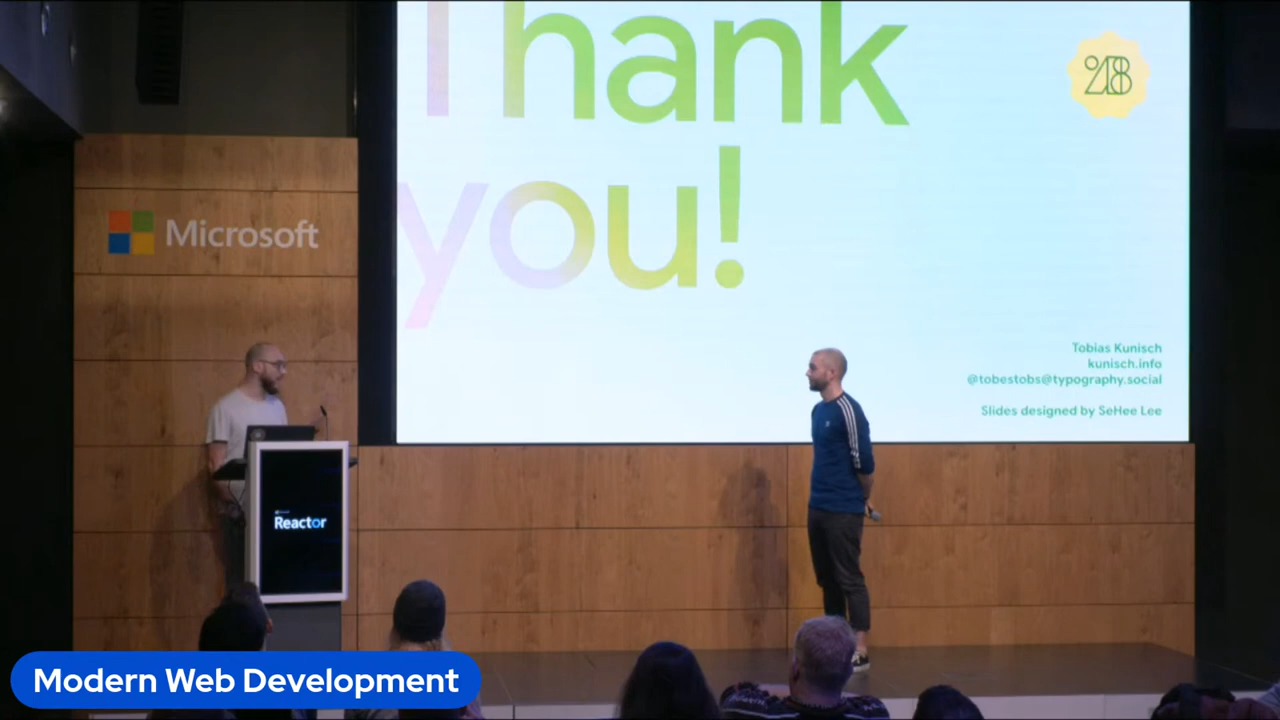 Thank
you!
218
Microsoft
Tobias Kunisch
kunisch.info
@tobestobs@typography.social
Slides designed by SeHee Lee
Reactor
Modern Web Development